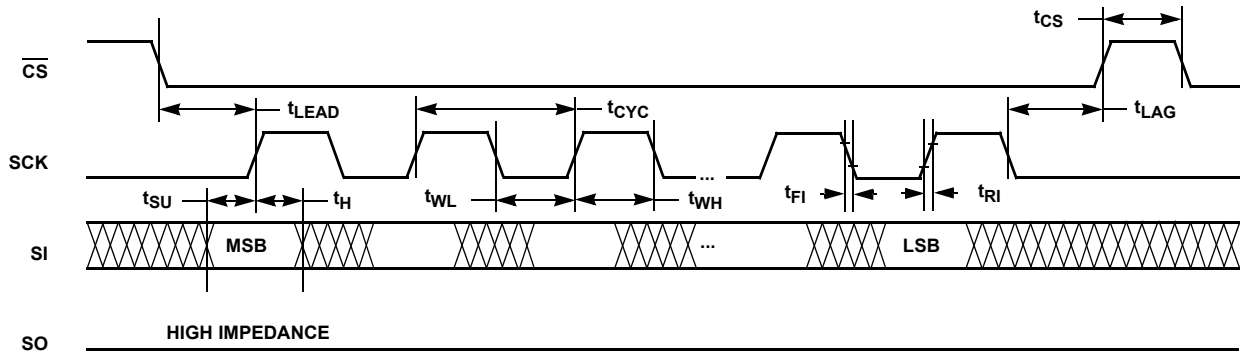 tCS
CS
tLEAD
tCYC
tLAG
SCK
...
tSU
tH
tWL
tWH
tFI
tRI
SI
MSB
...
LSB
HIGH IMPEDANCE
SO